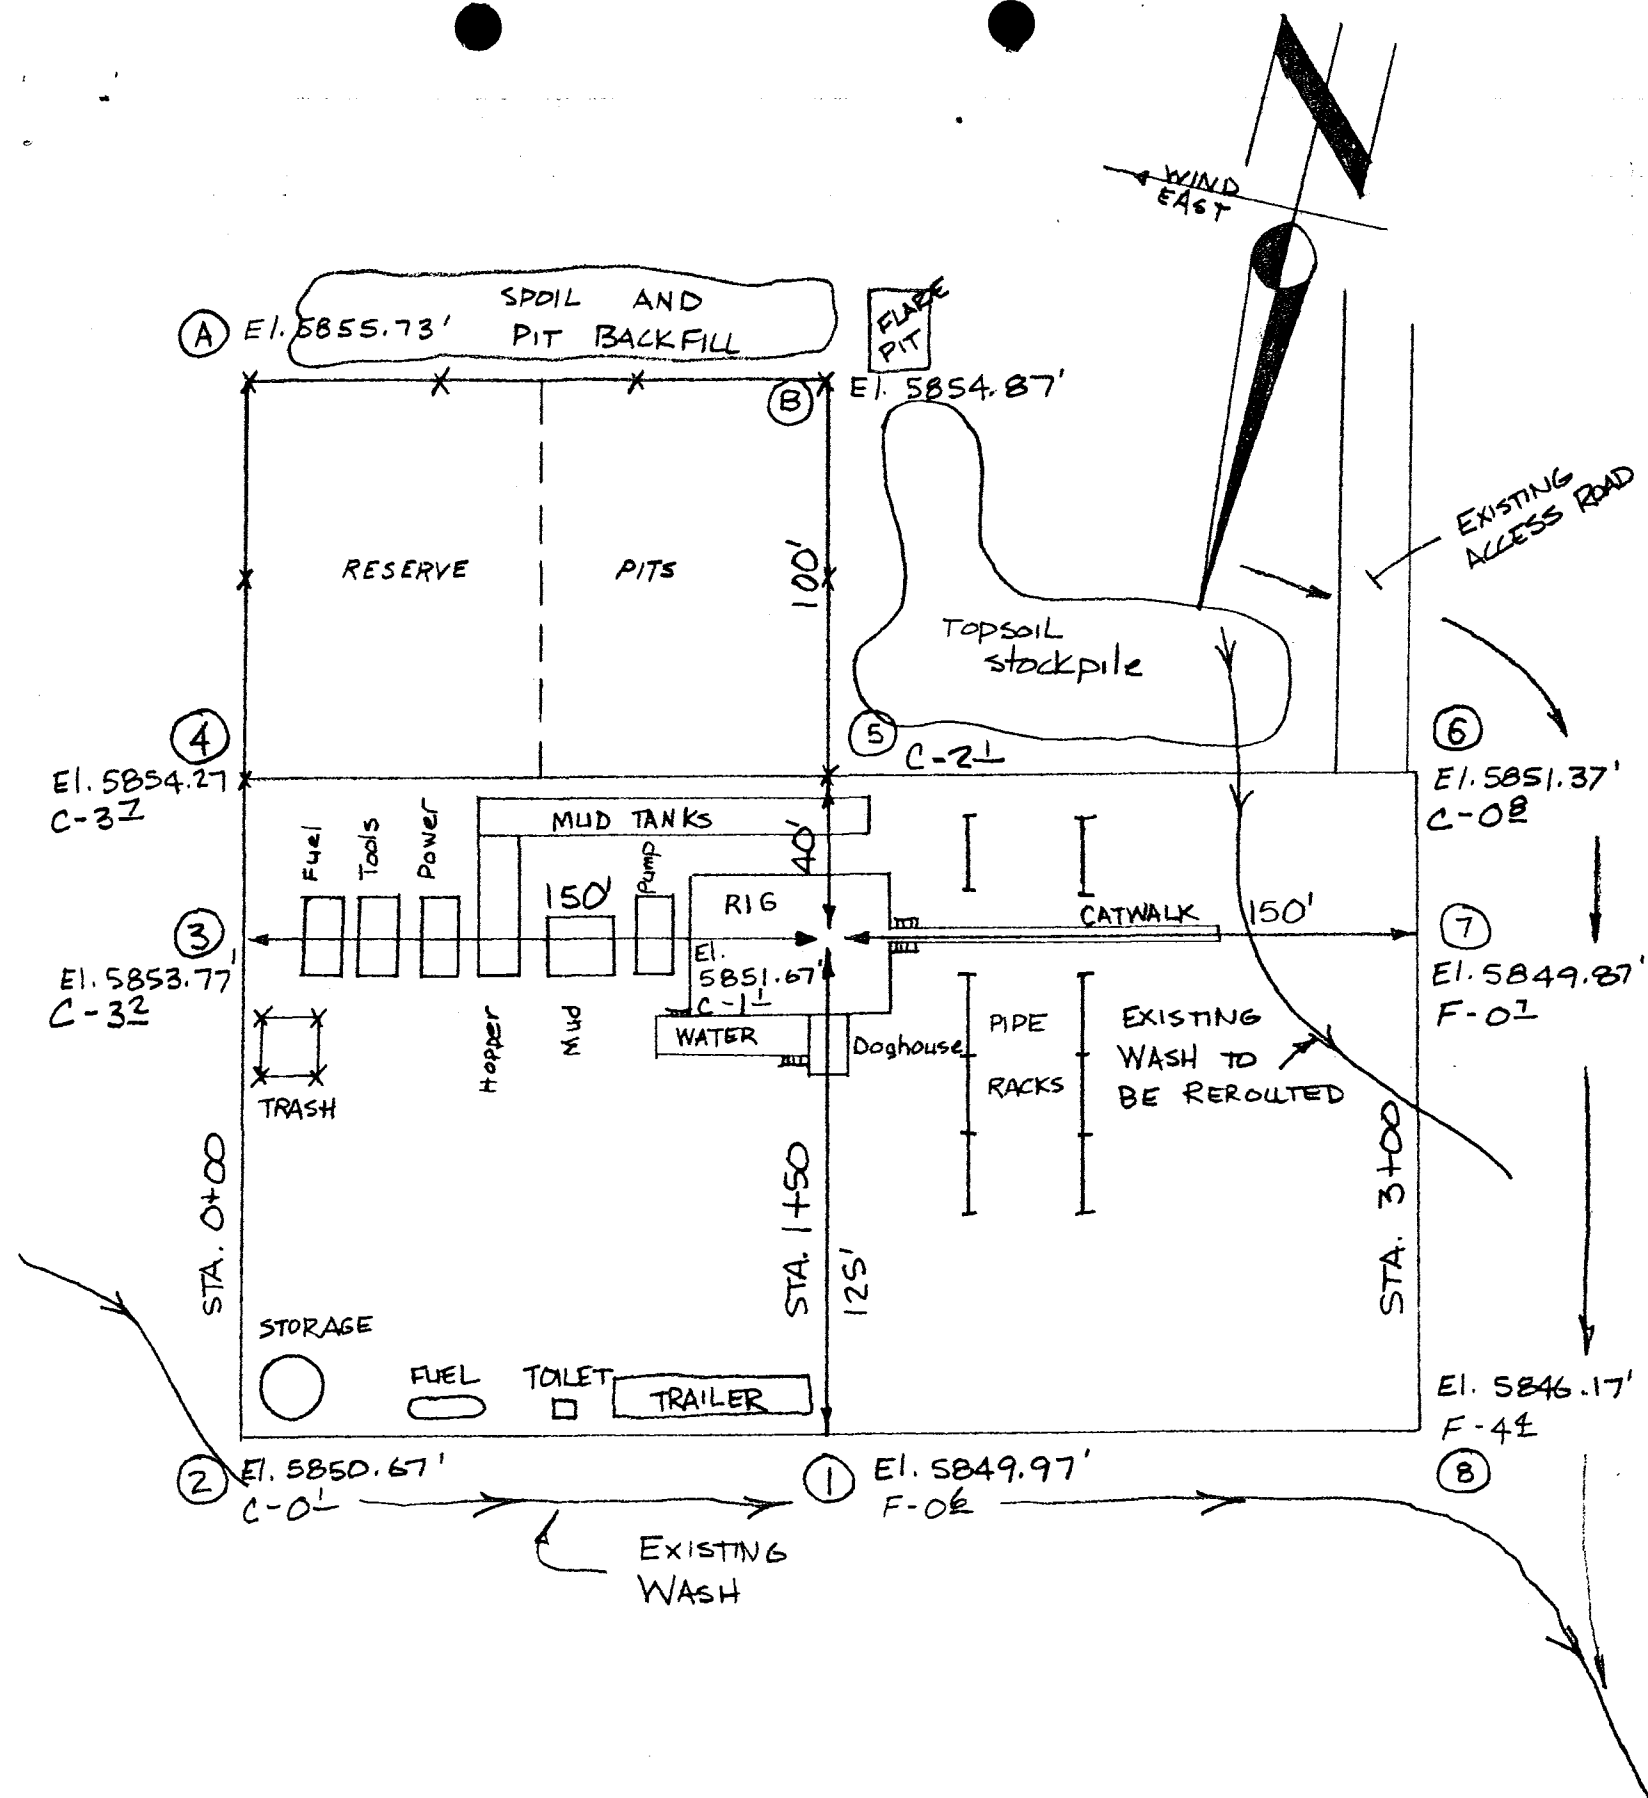 N
WIND
EAST
SPOIL AND
PIT BACKFILL
FLARE
PIT
A El. 5855.73'
B El. 5854.87'
EXISTING
ACCESS ROAD
RESERVE PITS
100'
TOPSOIL
stockpile
4
El. 5854.27
C-3 7
5
C-2 1
6
El. 5851.37'
C-0 8
MUD TANKS
40'
Fuel
Tools
Power
150'
Pump
RIG
CATWALK
150'
3
El. 5853.77'
C-3 2
El.
5851.67'
C-1 1
7
El. 5849.87'
F-0 7
Hopper
Mud
WATER
Doghouse
PIPE
RACKS
EXISTING
WASH TO
BE REROUTED
TRASH
STA. 0+00
STA. 1+50
125'
STA. 3+00
STORAGE
FUEL
TOILET
TRAILER
2 El. 5850.67'
C-0 1
1 El. 5849.97'
F-0 6
El. 5846.17'
F-4 4
8
EXISTING
WASH